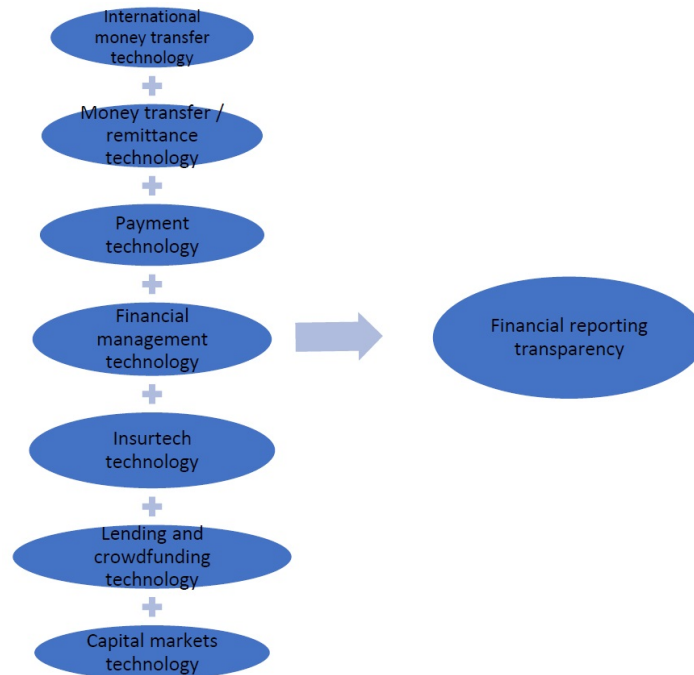 International
money transfer
technology
Money transfer /
remittance
technology
Payment
technology
Financial
management
technology
Insurtech
technology
Lending and
crowdfunding
technology
Capital markets
technology
Financial reporting
transparency